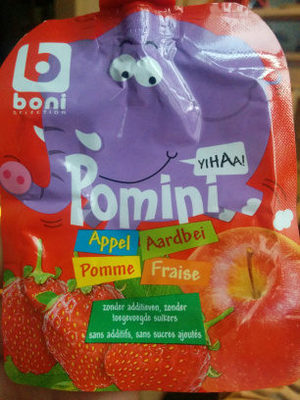 boni
SELECTION
YIHAA!
Pomini
Appel Aardbei
Pomme Fraise
zonder additieven, zonder
toegevoegde suikers
sans additifs, sans sucres ajoutés